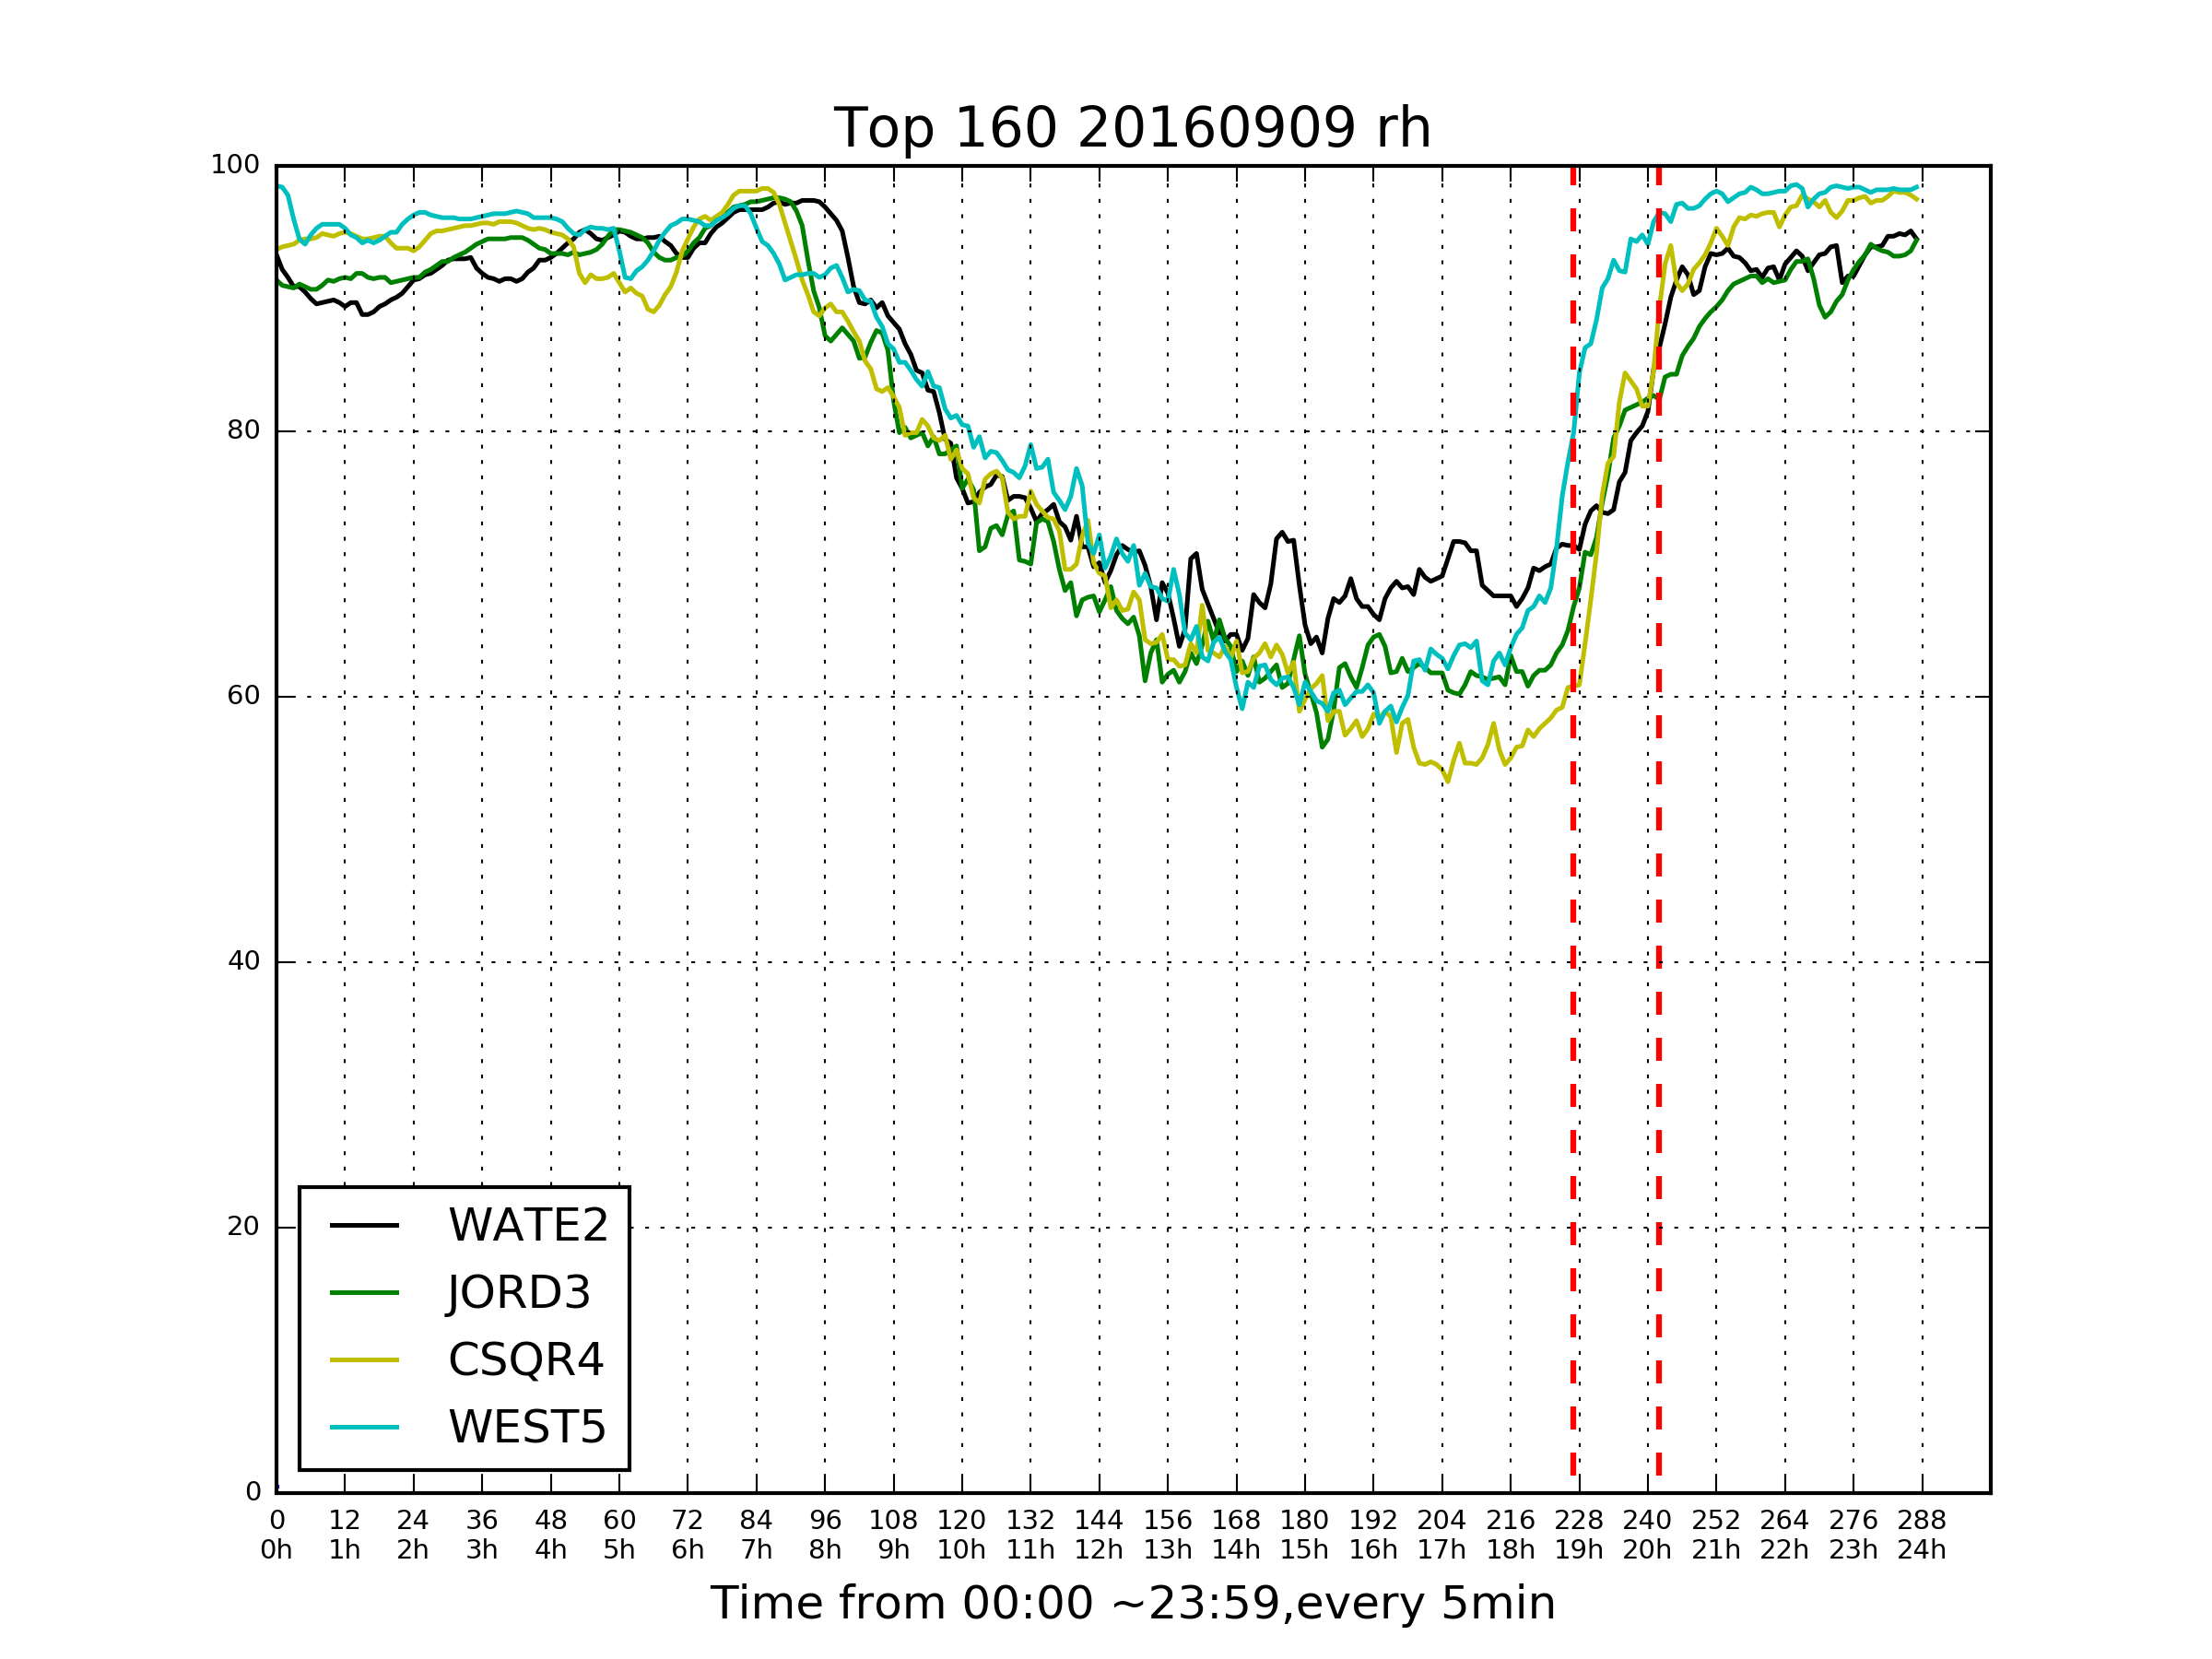 Top 160 20160909 rh
100
80
60
40
20
0
WATE2
JORD3
CSQR4
WEST5
0 12 24 36 48 60 72 84 96 108 120 132 144 156 168 180 192 204 216 228 240 252 264 276 288
0h 1h 2h 3h 4h 5h 6h 7h 8h 9h 10h 11h 12h 13h 14h 15h 16h 17h 18h 19h 20h 21h 22h 23h 24h
Time from 00:00 ~23:59,every 5min